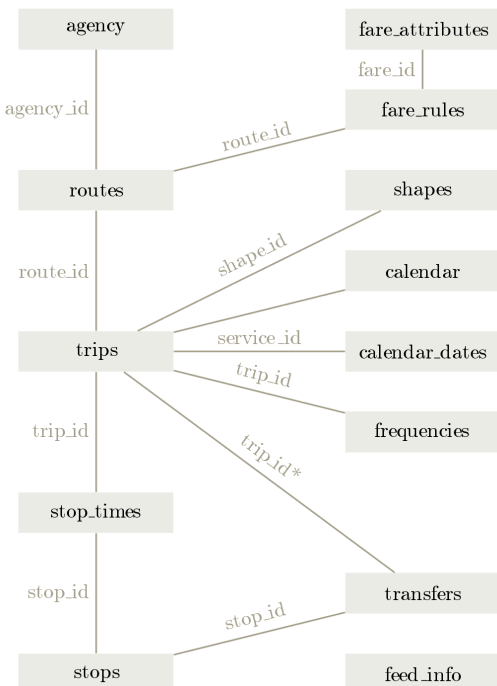 agency
fare_attributes
fare_id
agency_id
fare_rules
route_id
routes
shapes
shape_id
route_id
calendar
service_id
trips
calendar_dates
trip_id
trip_id
frequencies
trip_id*
stop_times
stop_id
transfers
stop_id
stops
feed_info